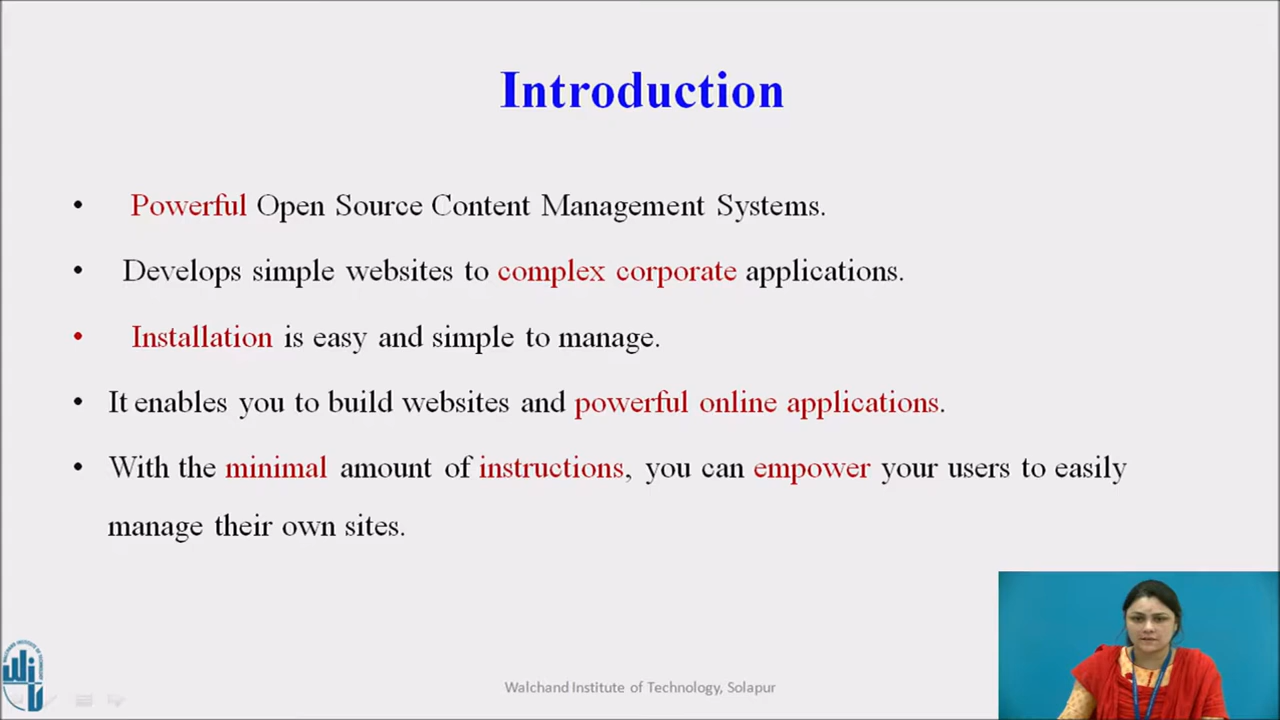 Introduction
• Powerful Open Source Content Management Systems.
• Develops simple websites to complex corporate applications.
• Installation is easy and simple to manage.
• It enables you to build websites and powerful online applications.
• With the minimal amount of instructions, you can empower your users to easily
manage their own sites.
Walchand Institute of Technology, Solapur